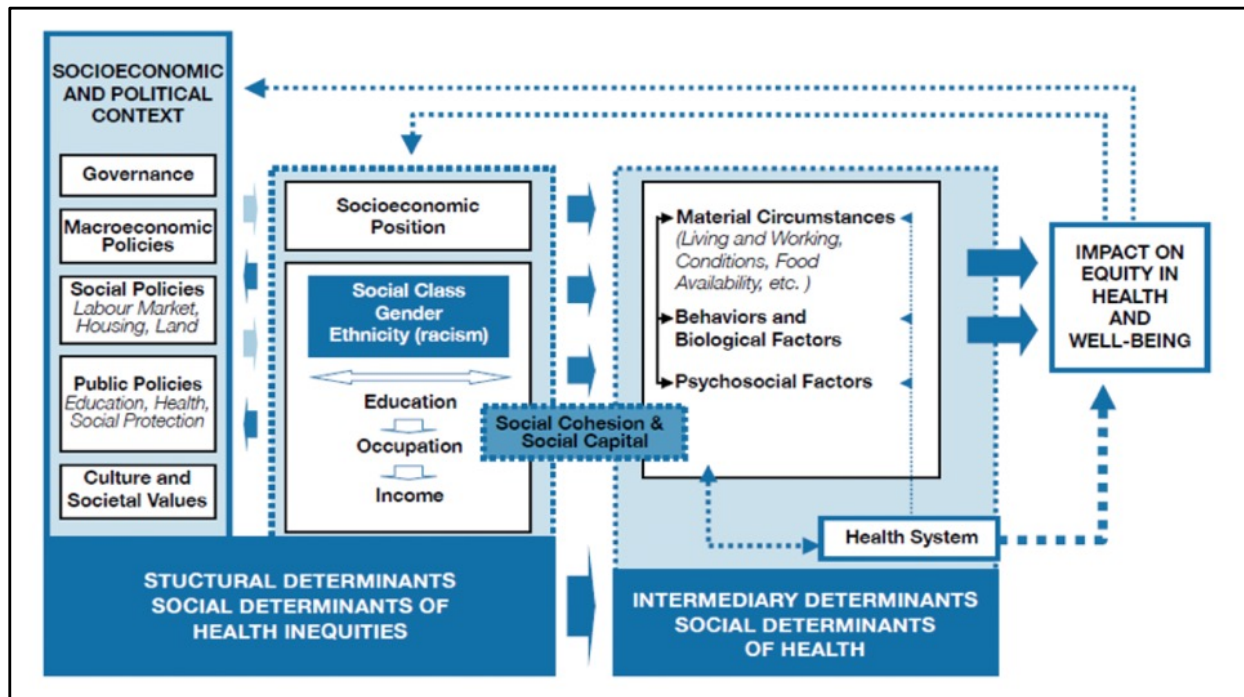 SOCIOECONOMIC
AND POLITICAL
CONTEXT
Governance
Macroeconomic
Policies
Social Policies
Labour Market,
Housing, Land
Public Policies
Education, Health,
Social Protection
Culture and
Societal Values
Socioeconomic
Position
Social Class
Gender
Ethnicity (racism)
Education
Occupation
Income
Social Cohesion &
Social Capital
Material Circumstances
(Living and Working,
Conditions, Food
Availability, etc. )
Behaviors and
Biological Factors
Psychosocial Factors
Health System
IMPACT ON
EQUITY IN
HEALTH
AND
WELL-BEING
STUCTURAL DETERMINANTS
SOCIAL DETERMINANTS OF
HEALTH INEQUITIES
INTERMEDIARY DETERMINANTS
SOCIAL DETERMINANTS
OF HEALTH